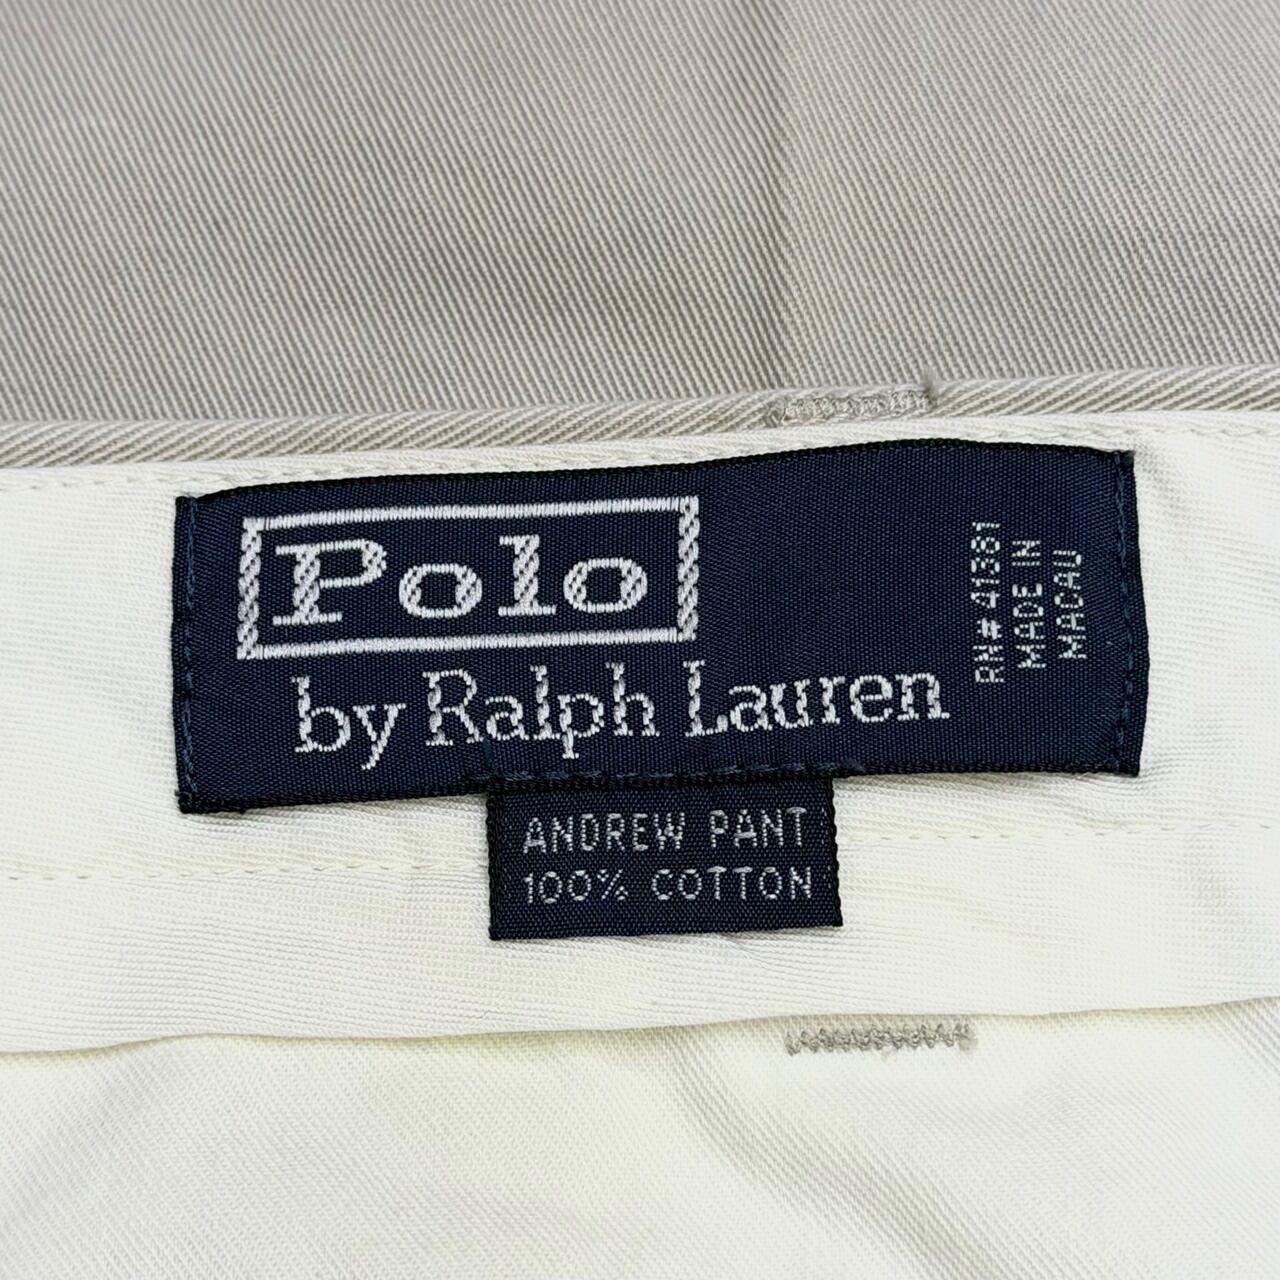 Polo
by Ralph Lauren
RN# 41381
MADE IN
MACAU
ANDREW PANT
100% COTTON